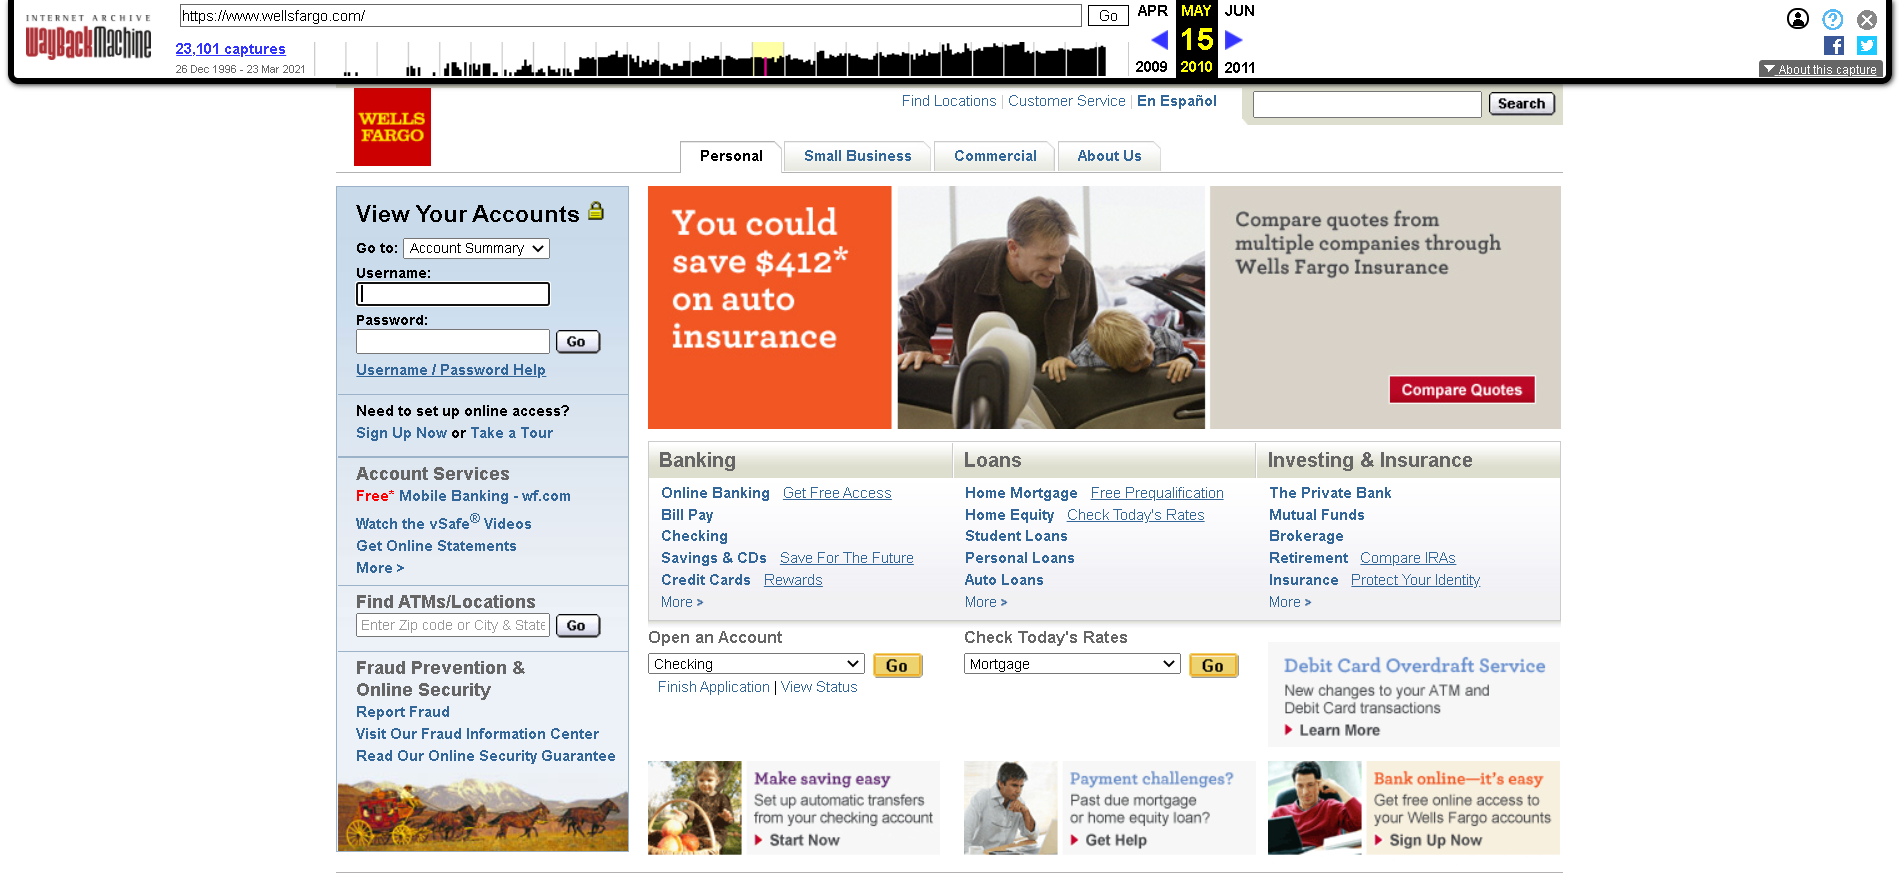 INTERNET ARCHIVE
WayBackMachine
https://www.wellsfargo.com/
Go
APR MAY JUN
23,101 captures
15
26 Dec 1996 - 23 Mar 2021
2009 2010 2011
About this capture
WELLS
FARGO
Find Locations | Customer Service | En Español
Search
Personal
Small Business
Commercial
About Us
View Your Accounts
Go to: Account Summary
Username:
Password:
Go
Username / Password Help
Need to set up online access?
Sign Up Now or Take a Tour
Account Services
Free* Mobile Banking - wf.com
Watch the vSafe® Videos
Get Online Statements
More >
Find ATMs/Locations
Enter Zip code or City & State
Go
Fraud Prevention &
Online Security
Report Fraud
Visit Our Fraud Information Center
Read Our Online Security Guarantee
You could
save $412*
on auto
insurance
Compare quotes from
multiple companies through
Wells Fargo Insurance
Compare Quotes
Banking
Online Banking Get Free Access
Bill Pay
Checking
Savings & CDs Save For The Future
Credit Cards Rewards
More >
Loans
Home Mortgage Free Prequalification
Home Equity Check Today's Rates
Student Loans
Personal Loans
Auto Loans
More >
Investing & Insurance
The Private Bank
Mutual Funds
Brokerage
Retirement Compare IRAs
Insurance Protect Your Identity
More >
Open an Account
Checking
Go
Finish Application | View Status
Check Today's Rates
Mortgage
Go
Debit Card Overdraft Service
New changes to your ATM and
Debit Card transactions
Learn More
Make saving easy
Set up automatic transfers
from your checking account
Start Now
Payment challenges?
Past due mortgage
or home equity loan?
Get Help
Bank online—it's easy
Get free online access to
your Wells Fargo accounts
Sign Up Now